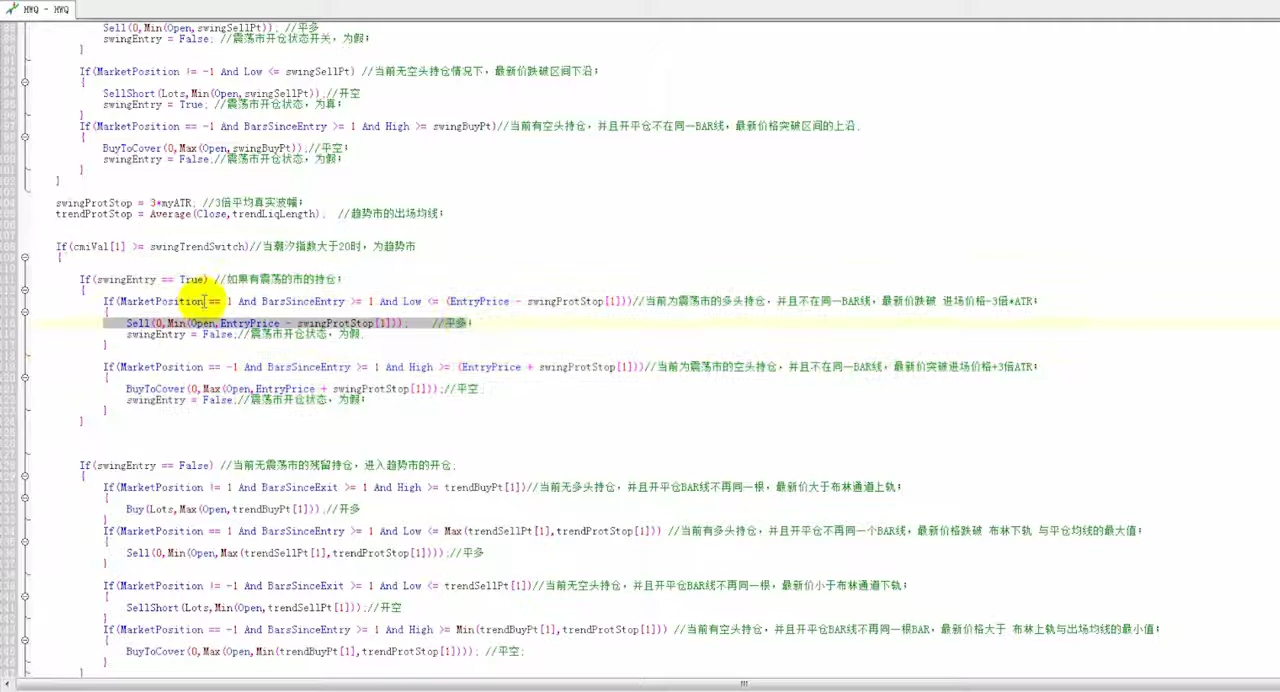 HWQ - HWQ
Sell(0,Min(Open,swingSellPt)); //平多
swingEntry = False; //震荡市开仓状态开关，为假;
}
If(MarketPosition != -1 And Low <= swingSellPt) //当前无空头持仓情况下，最新价跌破区间下沿;
{
SellShort(Lots,Min(Open,swingSellPt));//开空
swingEntry = True; //震荡市开仓状态，为真;
}
If(MarketPosition == -1 And BarsSinceEntry >= 1 And High >= swingBuyPt)//当前有空头持仓，并且开平仓不在同一BAR线，最新价格突破区间的上沿;
{
BuyToCover(0,Max(Open,swingBuyPt));//平空;
swingEntry = False;//震荡市开仓状态，为假;
}
}
swingProtStop = 3*myATR; //3倍平均真实波幅;
trendProtStop = Average(Close,trendLiqLength); //趋势市的出场均线;
If(cmiVal[1] >= swingTrendSwitch)//当潮汐指数大于20时，为趋势市
{
If(swingEntry == True) //如果有震荡的市的持仓;
{
If(MarketPosition == 1 And BarsSinceEntry >= 1 And Low <= (EntryPrice - swingProtStop[1]))//当前为震荡市的多头持仓，并且不在同一BAR线，最新价跌破 进场价格-3倍*ATR;
{
Sell(0,Min(Open,EntryPrice - swingProtStop[1])); //平多;
swingEntry = False;//震荡市开仓状态，为假;
}
If(MarketPosition == -1 And BarsSinceEntry >= 1 And High >= (EntryPrice + swingProtStop[1]))//当前为震荡市的空头持仓，并且不在同一BAR线，最新价突破进场价格+3倍ATR;
{
BuyToCover(0,Max(Open,EntryPrice + swingProtStop[1]));//平空;
swingEntry = False;//震荡市开仓状态，为假;
}
}
If(swingEntry == False) //当前无震荡市的残留持仓，进入趋势市的开仓;
{
If(MarketPosition != 1 And BarsSinceExit >= 1 And High >= trendBuyPt[1])//当前无多头持仓，并且开平仓BAR线不再同一根，最新价大于布林通道上轨;
{
Buy(Lots,Max(Open,trendBuyPt[1]));//开多
}
If(MarketPosition == 1 And BarsSinceEntry >= 1 And Low <= Max(trendSellPt[1],trendProtStop[1])) //当前有多头持仓，并且开平仓不再同一个BAR线，最新价格跌破 布林下轨 与平仓均线的最大值;
{
Sell(0,Min(Open,Max(trendSellPt[1],trendProtStop[1])));//平多
}
If(MarketPosition != -1 And BarsSinceExit >= 1 And Low <= trendSellPt[1])//当前无空头持仓，并且开平仓BAR线不再同一根，最新价小于布林通道下轨;
{
SellShort(Lots,Min(Open,trendSellPt[1]));//开空
}
If(MarketPosition == -1 And BarsSinceEntry >= 1 And High >= Min(trendBuyPt[1],trendProtStop[1])) //当前有空头持仓，并且开平仓BAR线不再同一根BAR，最新价格大于 布林上轨与出场均线的最小值;
{
BuyToCover(0,Max(Open,Min(trendBuyPt[1],trendProtStop[1]))); //平空;
}
}